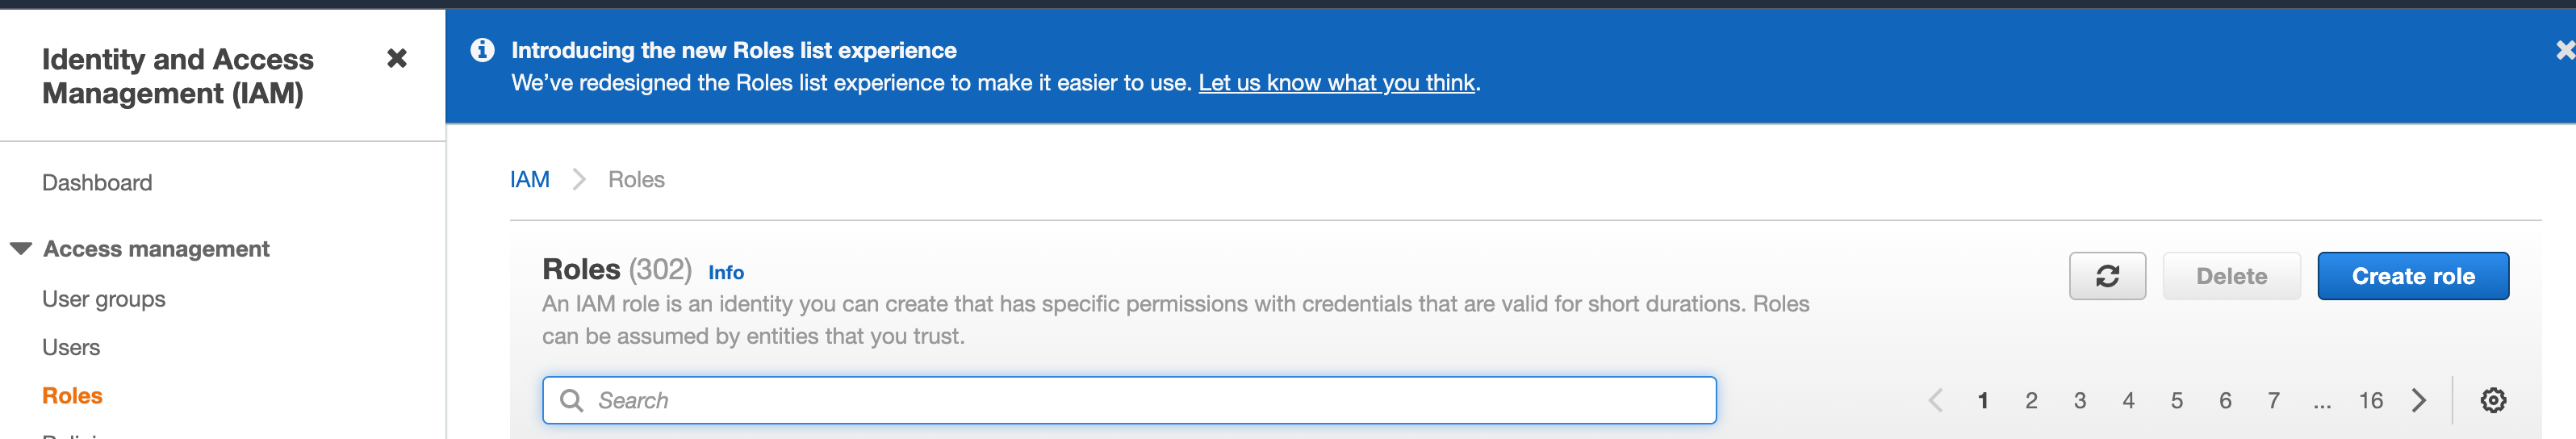 Identity and Access
Management (IAM)
Dashboard
Access management
User groups
Users
Roles
Introducing the new Roles list experience
We've redesigned the Roles list experience to make it easier to use. Let us know what you think.
IAM
Roles
Roles (302) Info
An IAM role is an identity you can create that has specific permissions with credentials that are valid for short durations. Roles
can be assumed by entities that you trust.
Delete
Create role
Search
1 2 3 4 5 6 7 ... 16